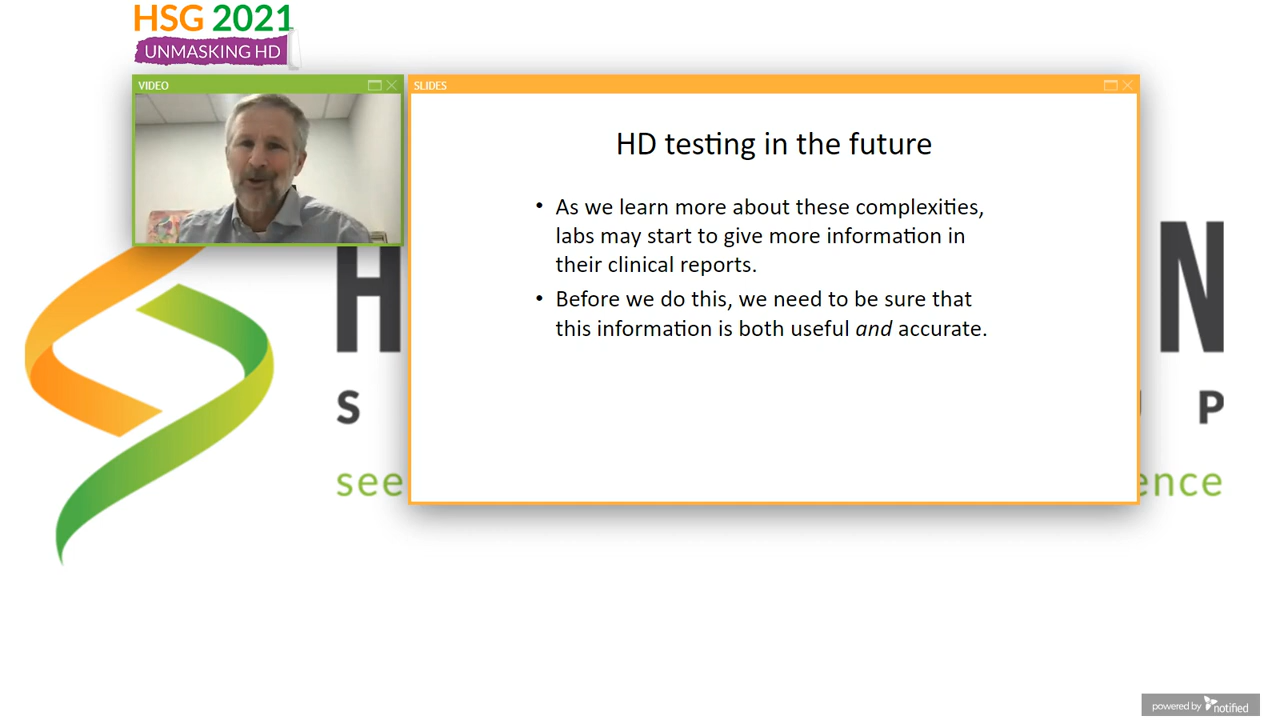 HSG 2021
UNMASKING HD
VIDEO
SLIDES
HD testing in the future
• As we learn more about these complexities,
labs may start to give more information in
their clinical reports.
• Before we do this, we need to be sure that
this information is both useful and accurate.
H N
S P
see ence
powered by notified